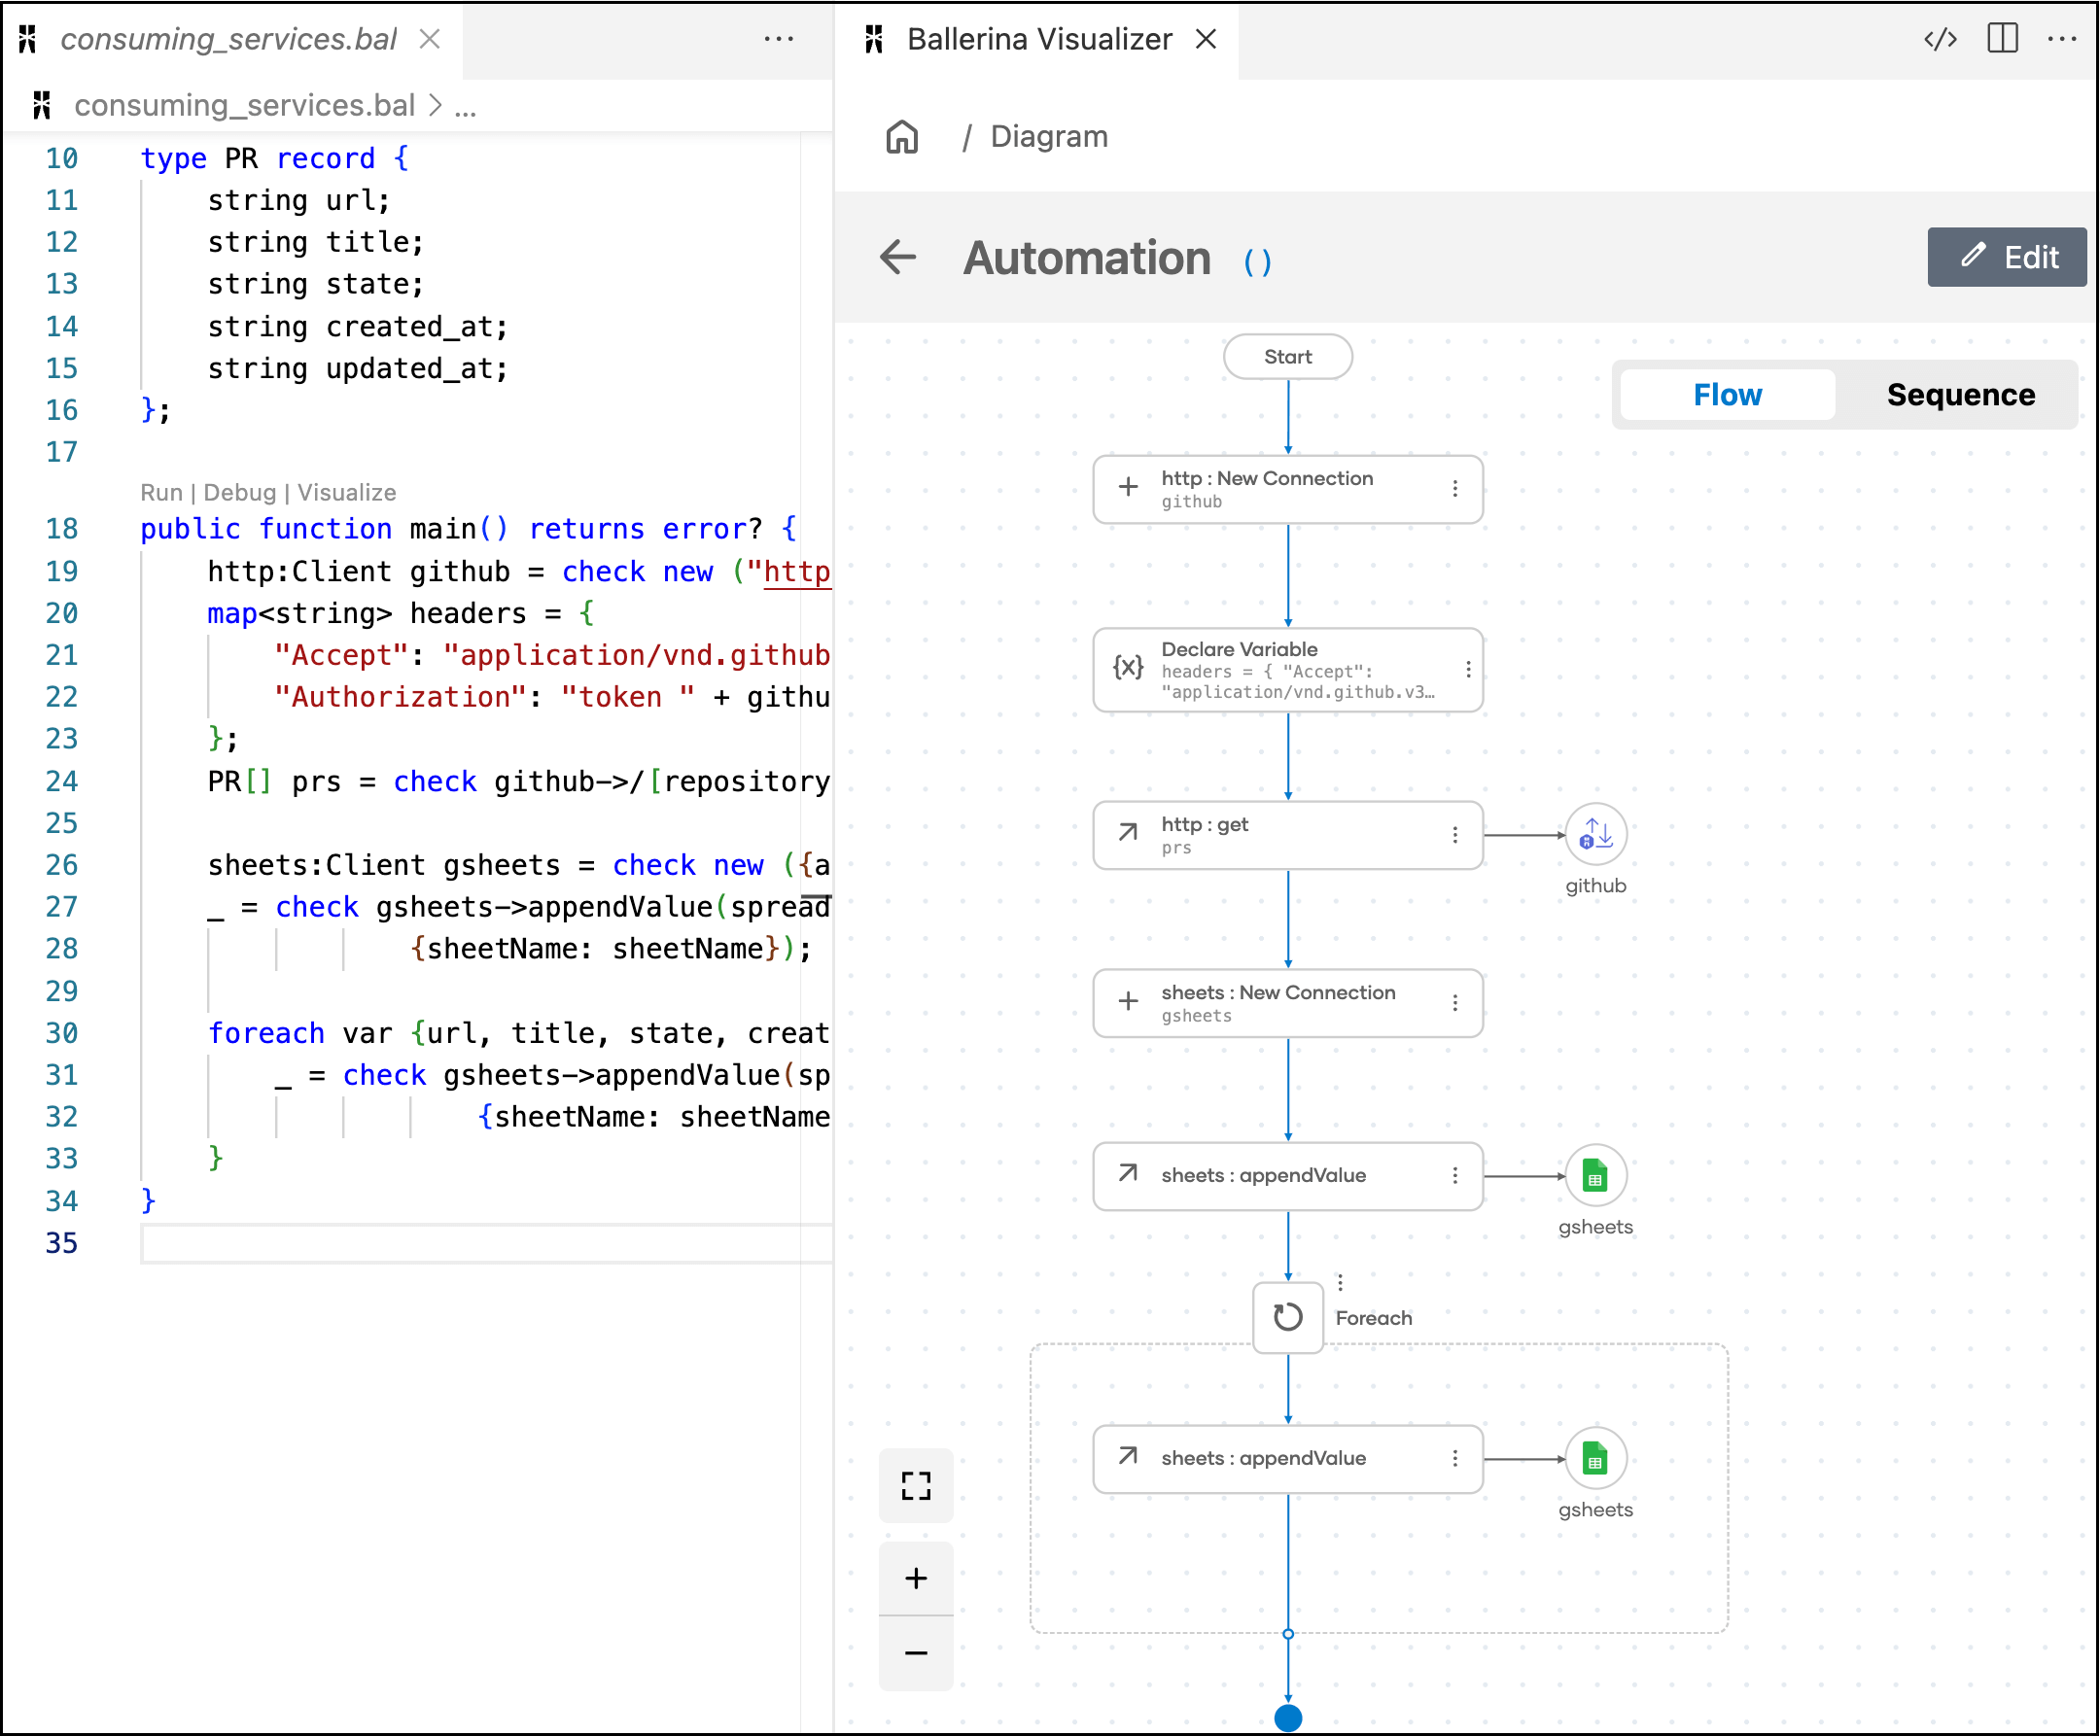 consuming_services.bal
consuming_services.bal > ...
10 type PR record {
11 string url;
12 string title;
13 string state;
14 string created_at;
15 string updated_at;
16 };
17
Run | Debug | Visualize
18 public function main() returns error? {
19 http:Client github = check new ("http
20 map<string> headers = {
21 "Accept": "application/vnd.github
22 "Authorization": "token " + githu
23 };
24 PR[] prs = check github->/[repository
25
26 sheets:Client gsheets = check new ({a
27 _ = check gsheets->appendValue(spread
28 {sheetName: sheetName});
29
30 foreach var {url, title, state, creat
31 _ = check gsheets->appendValue(sp
32 {sheetName: sheetName
33 }
34 }
35
Ballerina Visualizer
/ Diagram
Automation ()
Edit
Flow
Sequence
Start
http : New Connection
github
{x}
Declare Variable
headers = { "Accept":
"application/vnd.github.v3…
http : get
prs
github
sheets : New Connection
gsheets
sheets : appendValue
gsheets
Foreach
sheets : appendValue
gsheets